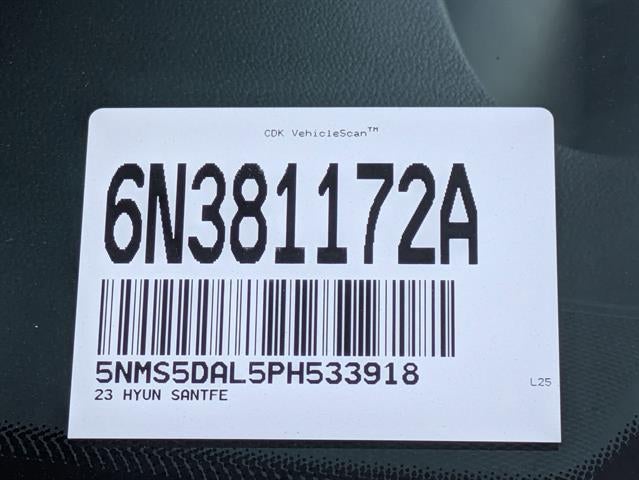 CDK VehicleScan™
6N381172A
5NMS5DAL5PH533918
23 HYUN SANTFE
L25